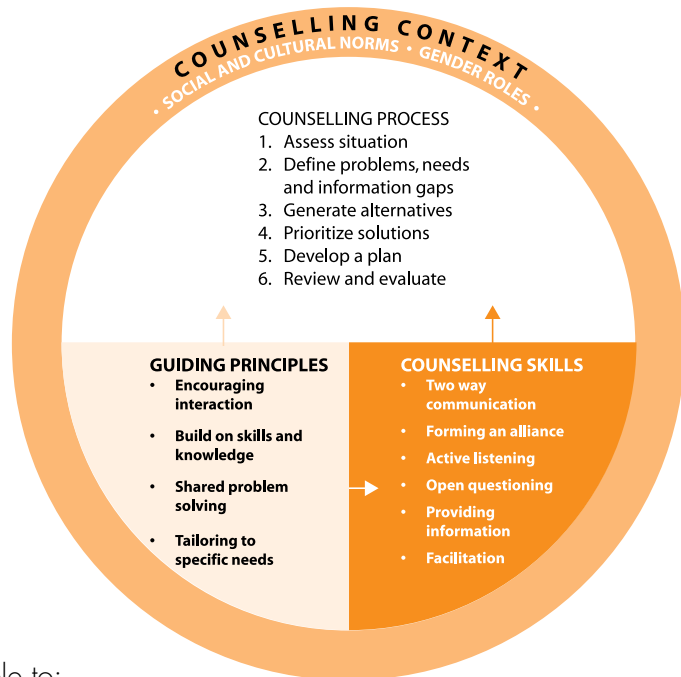 COUNSELLING CONTEXT
• SOCIAL AND CULTURAL NORMS • GENDER ROLES •
COUNSELLING PROCESS
1. Assess situation
2. Define problems, needs
and information gaps
3. Generate alternatives
4. Prioritize solutions
5. Develop a plan
6. Review and evaluate
GUIDING PRINCIPLES
• Encouraging
interaction
• Build on skills and
knowledge
• Shared problem
solving
• Tailoring to
specific needs
COUNSELLING SKILLS
• Two way
communication
• Forming an alliance
• Active listening
• Open questioning
• Providing
information
• Facilitation
to: